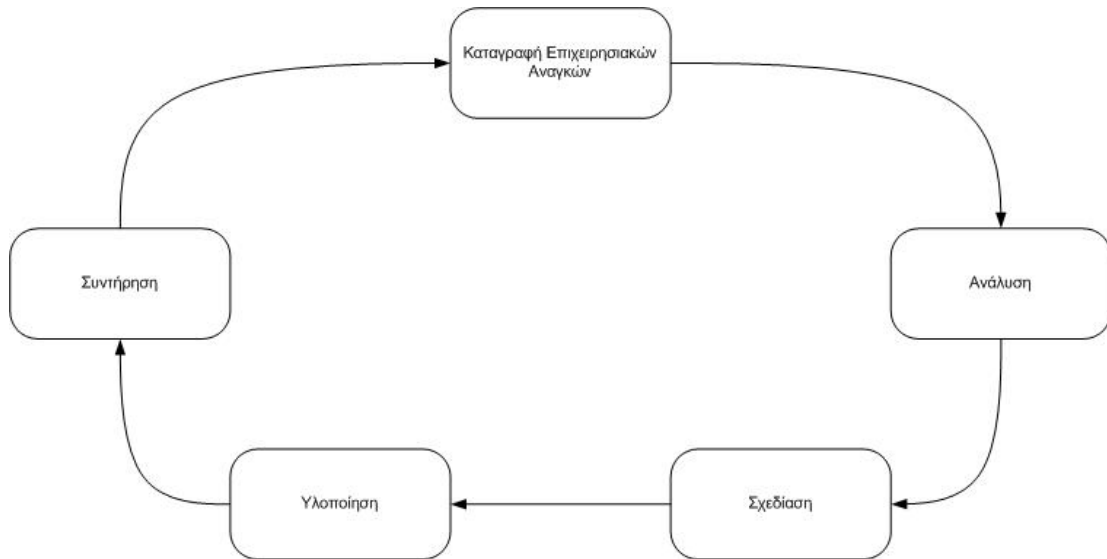 Καταγραφή Επιχειρησιακών
Αναγκών
Συντήρηση
Ανάλυση
Υλοποίηση
Σχεδίαση